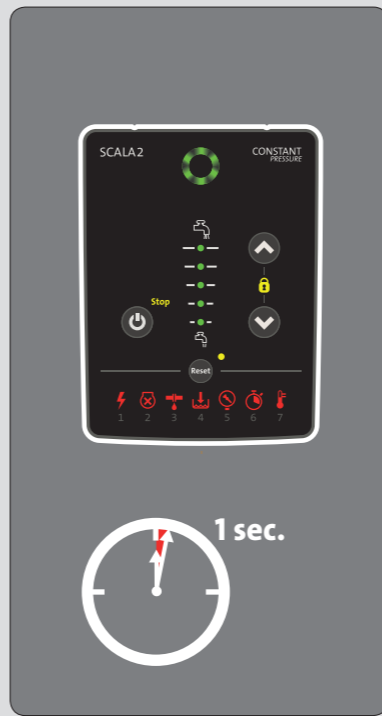 SCALA2
CONSTANT
PRESSURE
Stop
Reset
1 2 3 4 5 6 7
1 sec.